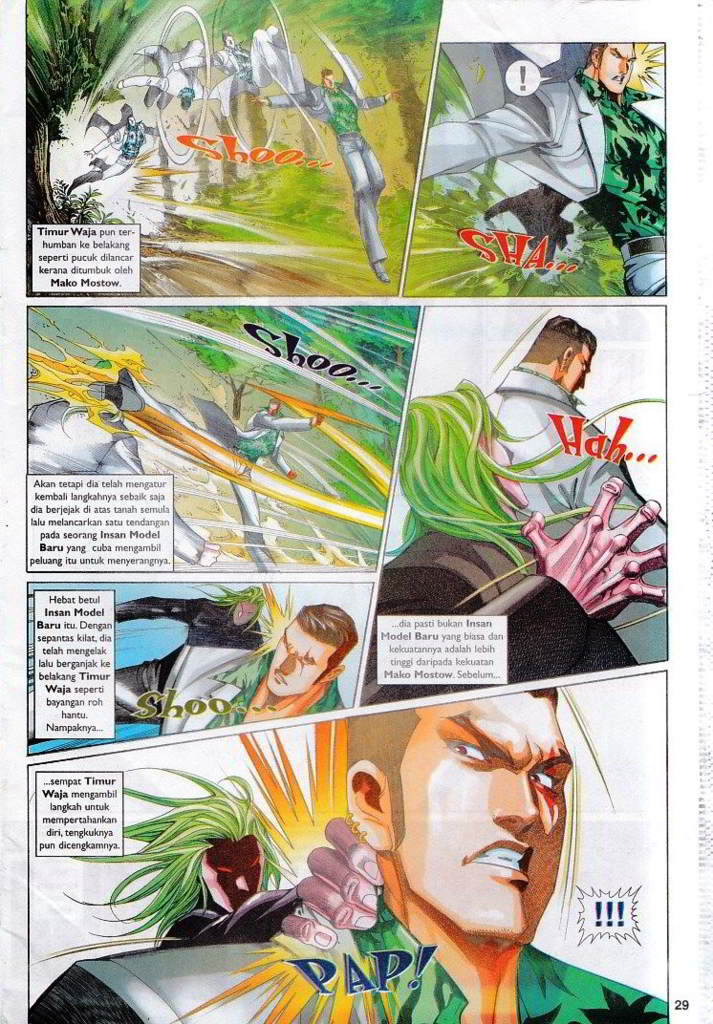 Shooo...
Timur Waja pun ter-
humban ke belakang
seperti pucuk dilancar
kerana ditumbuk oleh
Mako Mostow.
!
SHA...
Shooo...
Akan tetapi dia telah mengatur
kembali langkahnya sebaik saja
dia berjejak di atas tanah semula
lalu melancarkan satu tendangan
pada seorang Insan Model
Baru yang cuba mengambil
peluang itu untuk menyerangnya.
Hah...
Hebat betul
Insan Model
Baru itu. Dengan
sepantas kilat, dia
telah mengelak
lalu berganjak ke
belakang Timur
Waja seperti
bayangan roh
hantu.
Nampaknya...
Shooo...
...dia pasti bukan Insan
Model Baru yang biasa dan
kekuatannya adalah lebih
tinggi daripada kekuatan
Mako Mostow. Sebelum...
...sempat Timur
Waja mengambil
langkah untuk
mempertahankan
diri, tengkuknya
pun dicengkamnya.
!!!
PAP!
29